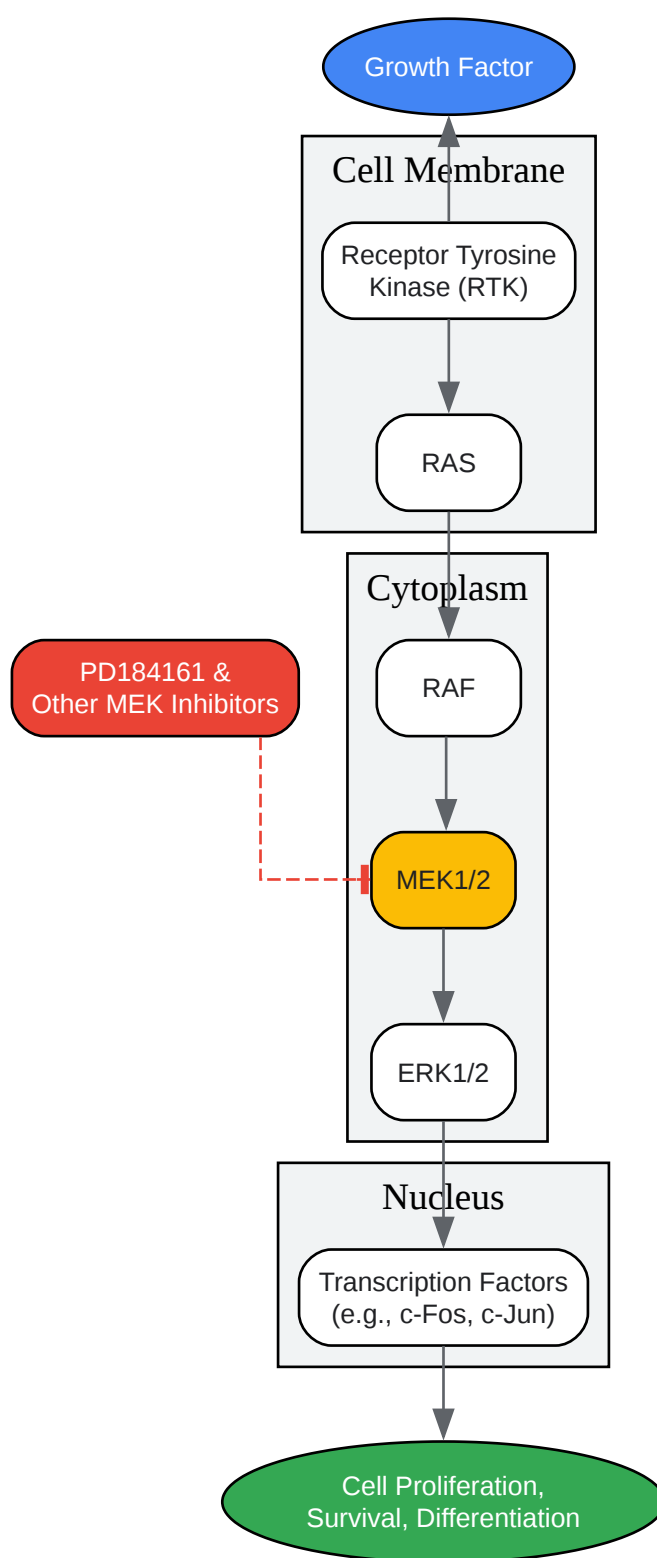 Growth Factor
Cell Membrane
Receptor Tyrosine
Kinase (RTK)
RAS
Cytoplasm
PD184161 &
Other MEK Inhibitors
RAF
MEK1/2
ERK1/2
Nucleus
Transcription Factors
(e.g., c-Fos, c-Jun)
Cell Proliferation,
Survival, Differentiation